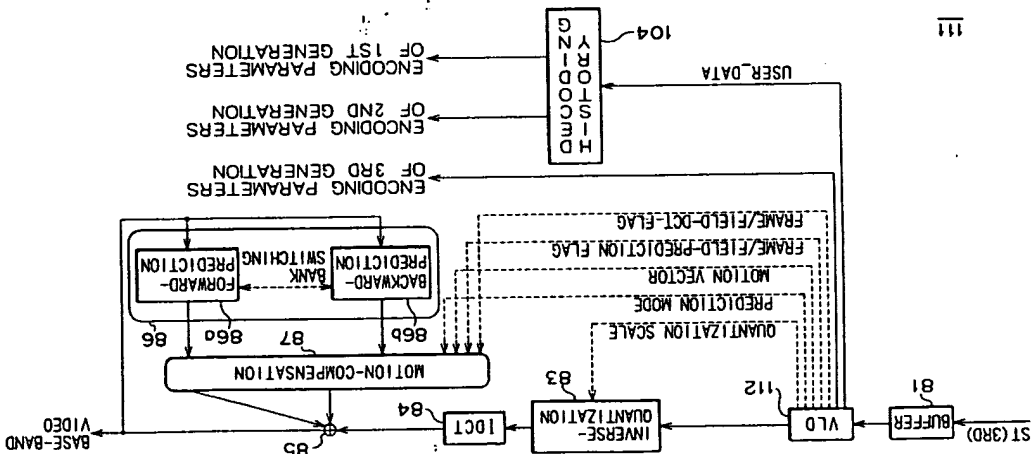 ST(3RD)
BUFFER
81
VLD
112
INVERSE-
QUANTIZATION
83
IDCT
84
85
BASE-BAND
VIDEO
MOTION-COMPENSATION
87
QUANTIZATION SCALE
PREDICTION MODE
MOTION VECTOR
FRAME/FIELD-PREDICTION FLAG
FRAME/FIELD-DCT-FLAG
86b
BACKWARD-
PREDICTION
BANK
SWITCHING
86a
FORWARD-
PREDICTION
86
ENCODING PARAMETERS
OF 3RD GENERATION
USER_DATA
HISTORY
DECODING
104
ENCODING PARAMETERS
OF 2ND GENERATION
ENCODING PARAMETERS
OF 1ST GENERATION
111